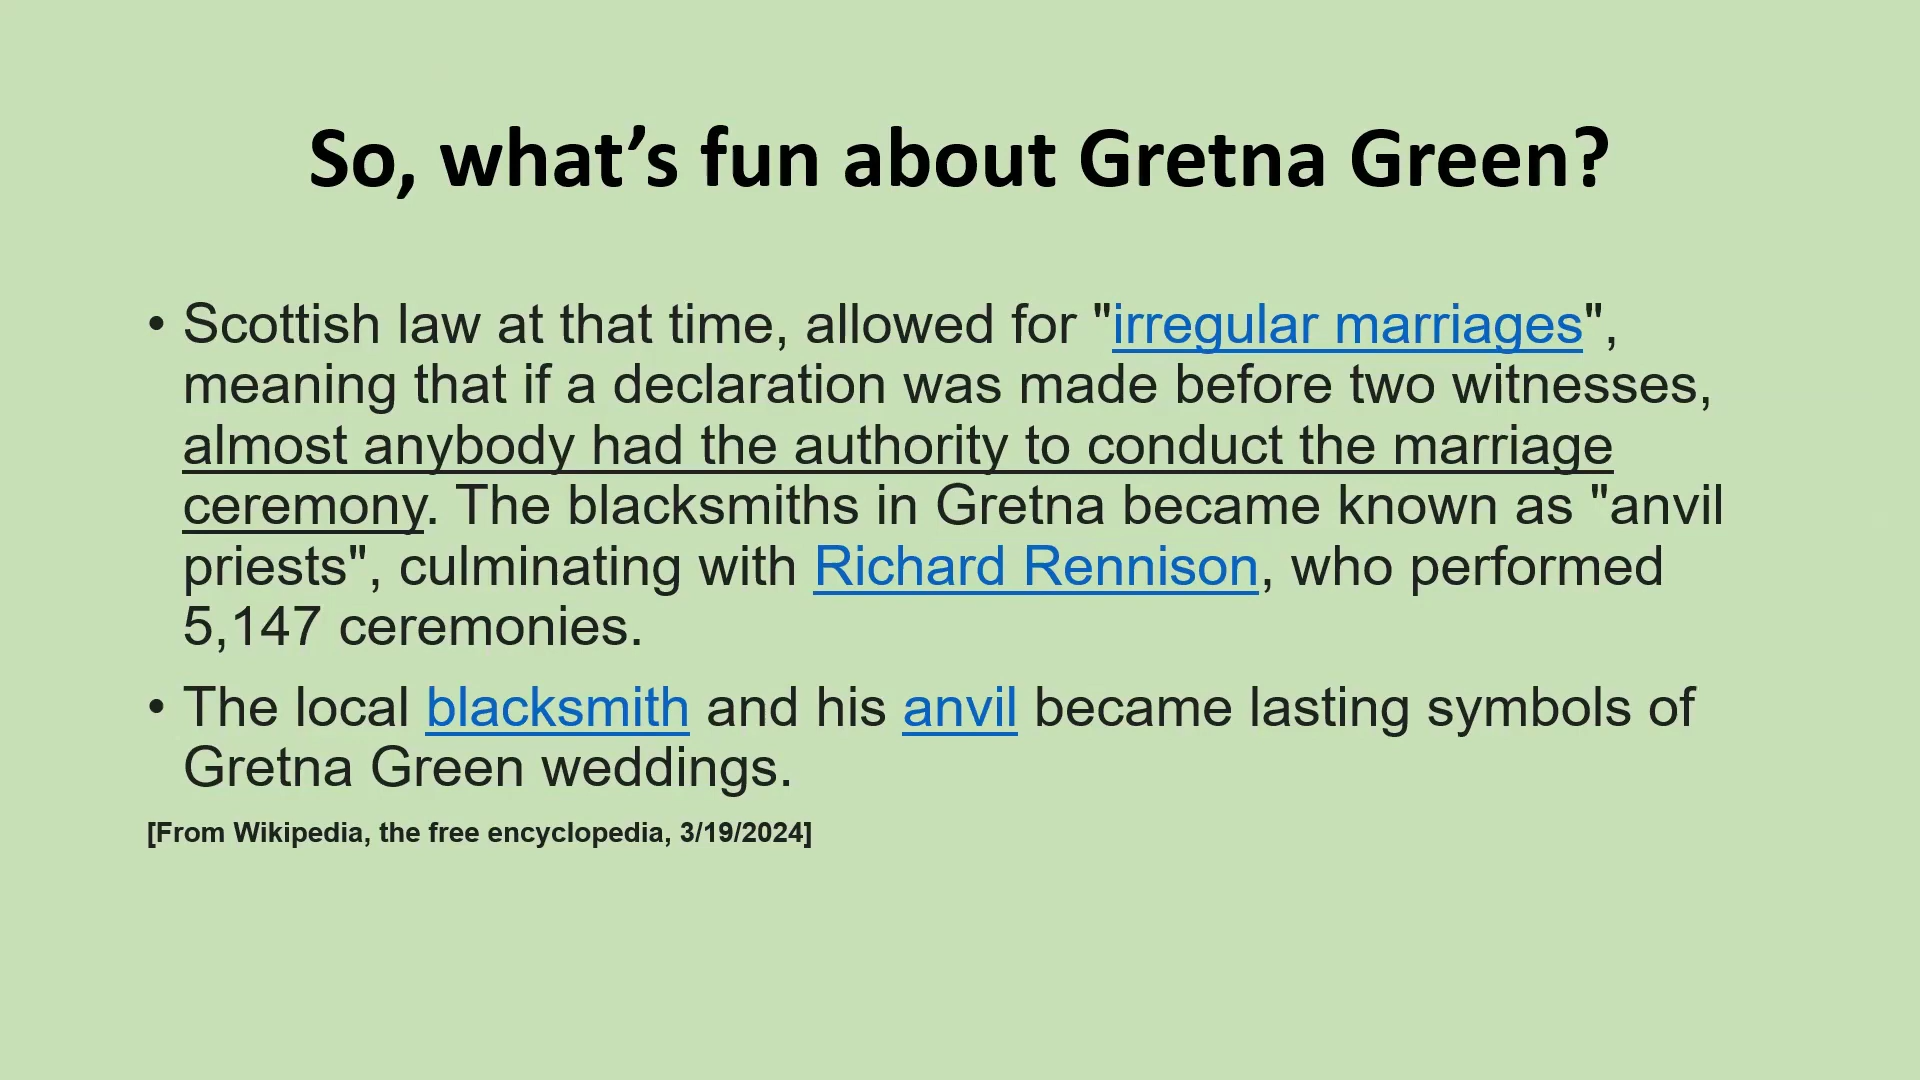 So, what’s fun about Gretna Green?
• Scottish law at that time, allowed for "irregular marriages",
meaning that if a declaration was made before two witnesses,
almost anybody had the authority to conduct the marriage
ceremony. The blacksmiths in Gretna became known as "anvil
priests", culminating with Richard Rennison, who performed
5,147 ceremonies.
• The local blacksmith and his anvil became lasting symbols of
Gretna Green weddings.
[From Wikipedia, the free encyclopedia, 3/19/2024]